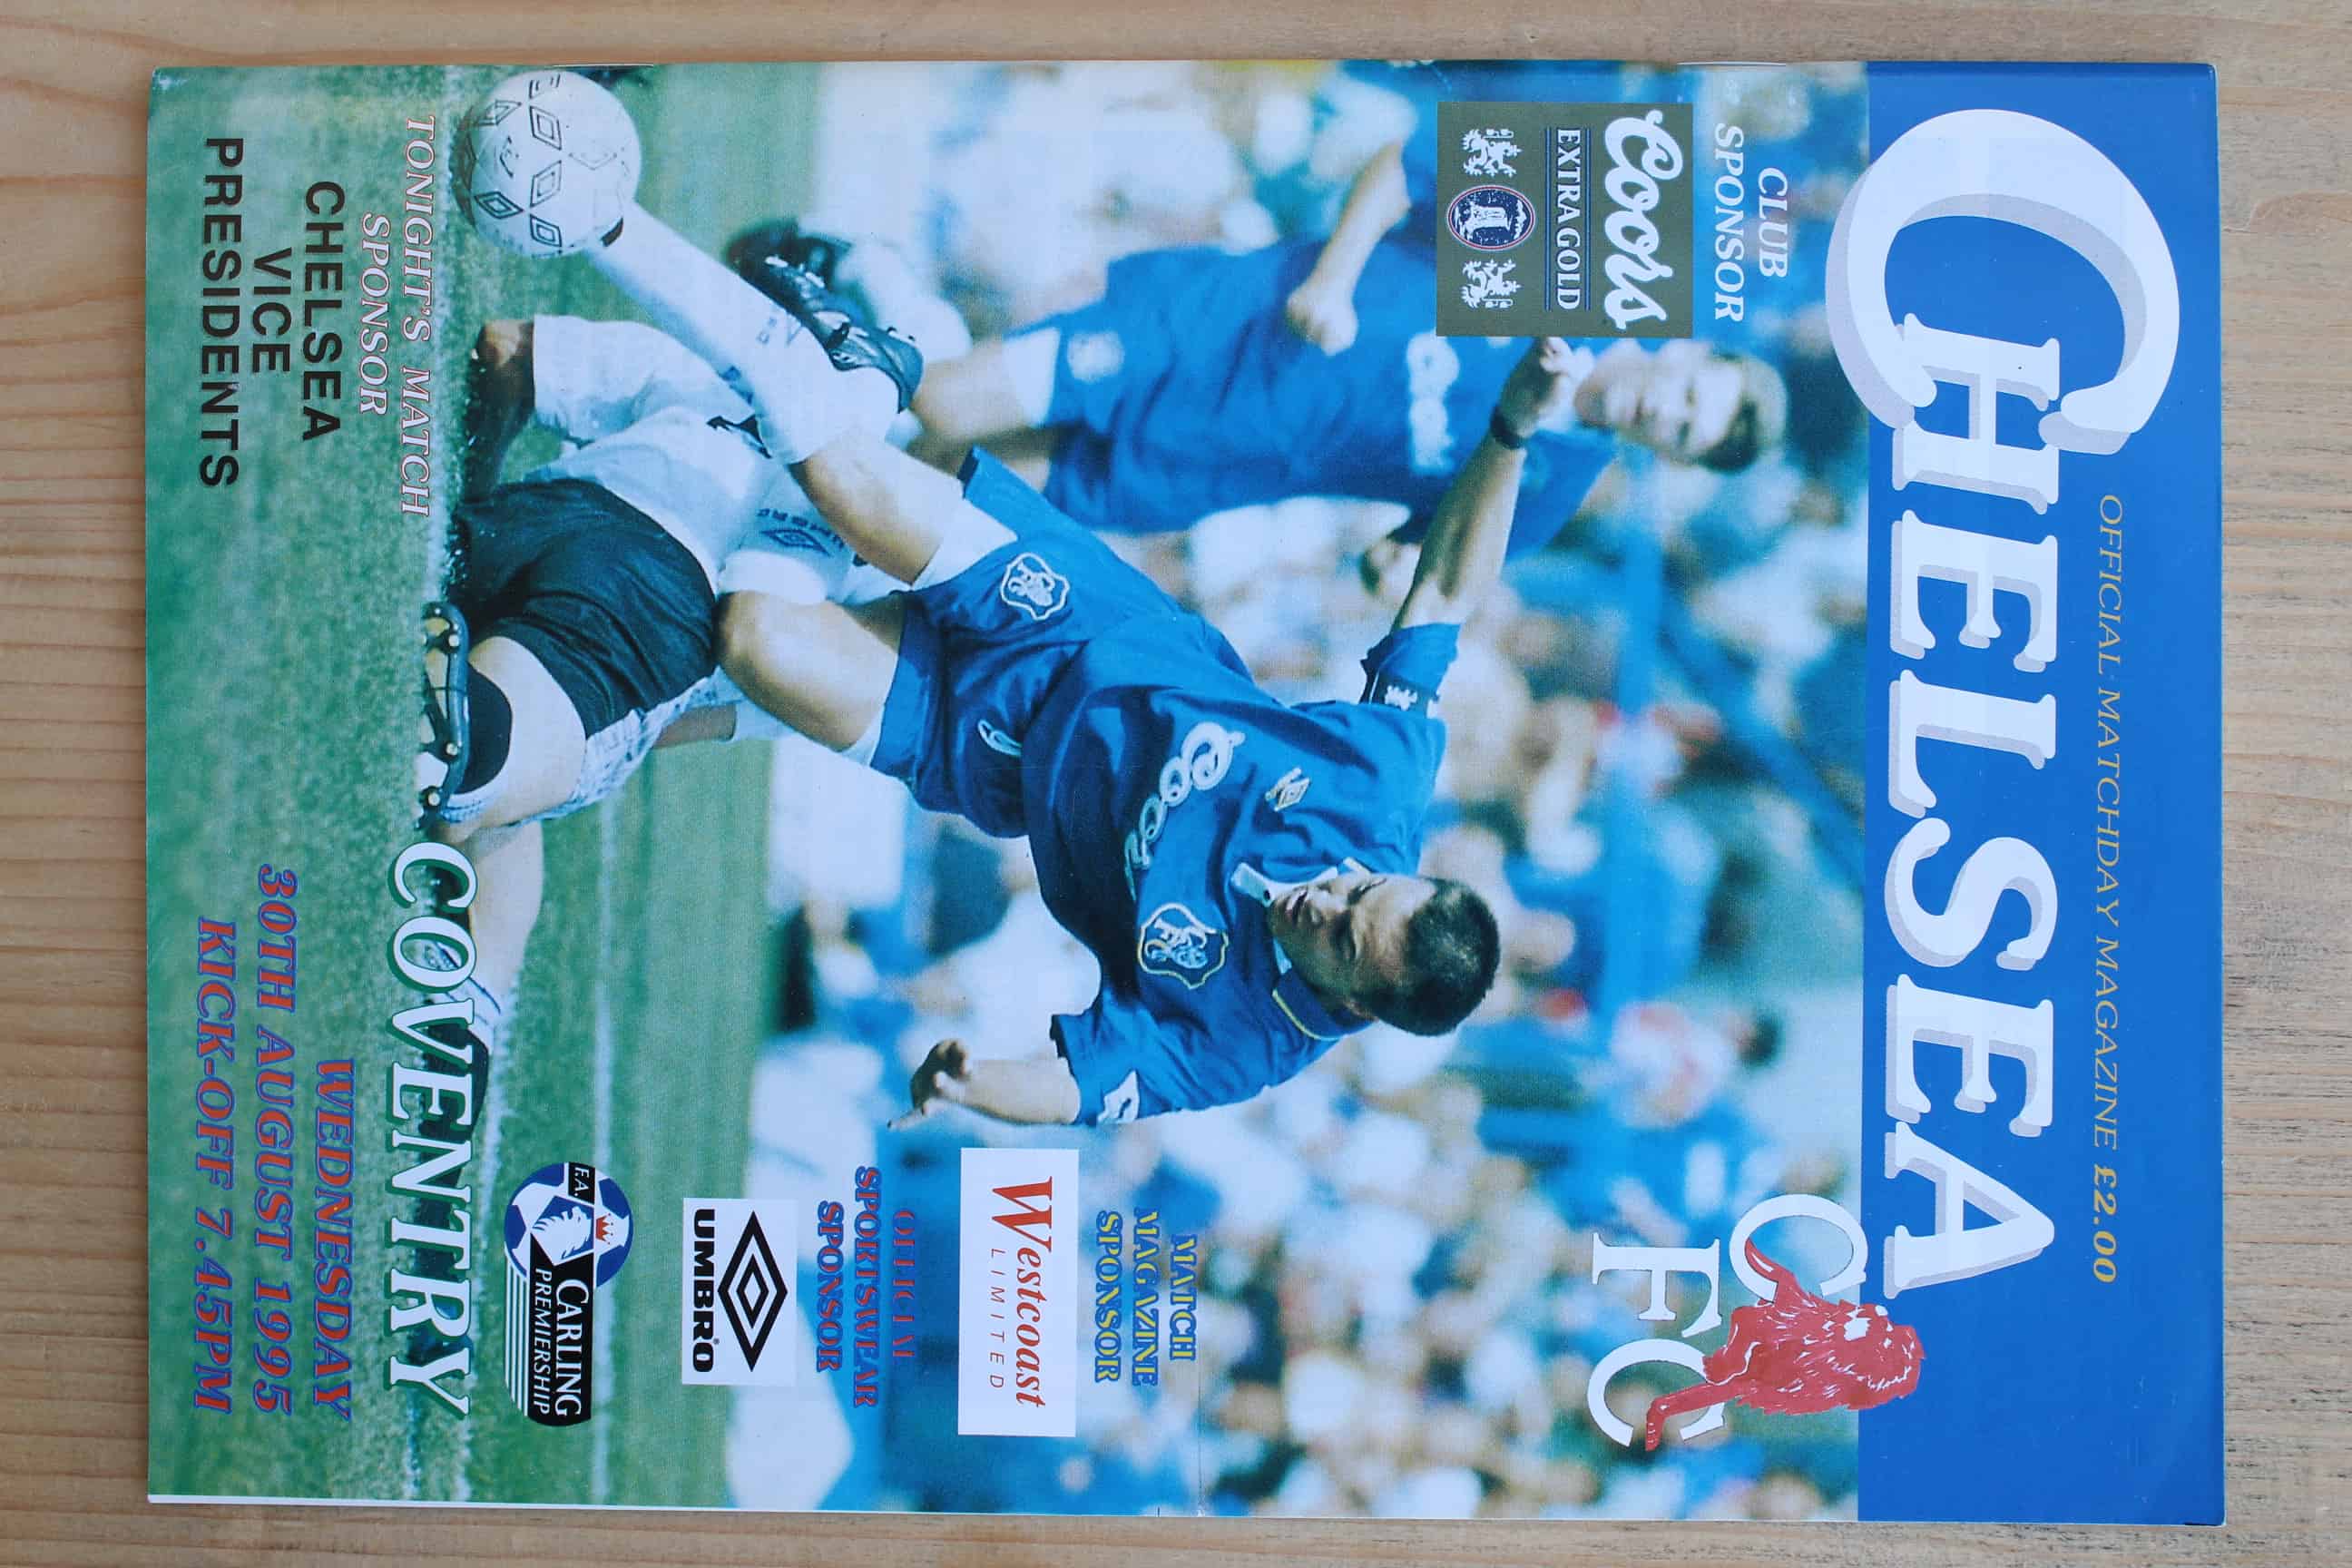 OFFICIAL MATCHDAY MAGAZINE £2.00
CHELSEA
CFC
CLUB
SPONSOR
Coors
EXTRA GOLD
Coors
MATCH
MAGAZINE
SPONSOR
Westcoast
LIMITED
OFFICIAL
SPORTSWEAR
SPONSOR
UMBRO
F.A.
CARLING
PREMIERSHIP
COVENTRY
TONIGHT'S MATCH
SPONSOR
CHELSEA
VICE
PRESIDENTS
WEDNESDAY
30TH AUGUST 1995
KICK-OFF 7.45PM